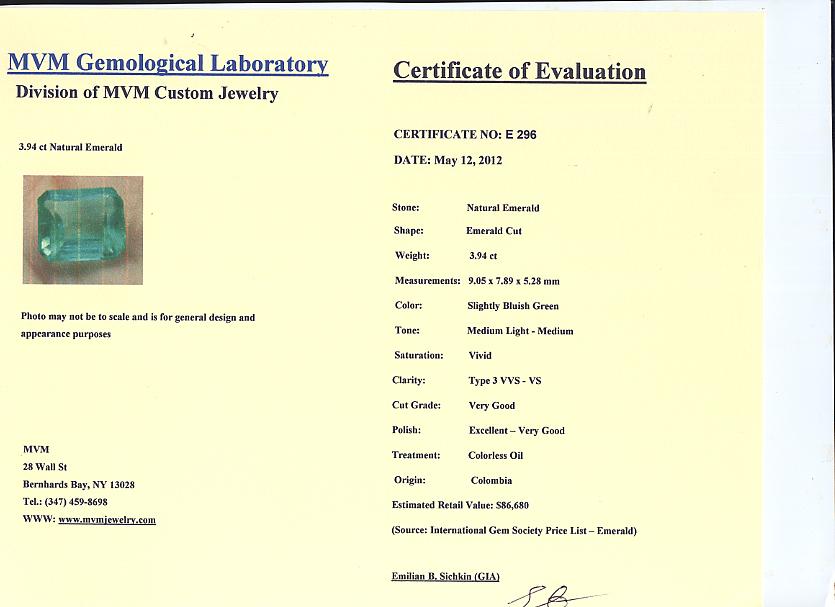 MVM Gemological Laboratory
Division of MVM Custom Jewelry
3.94 ct Natural Emerald
Photo may not be to scale and is for general design and
appearance purposes
MVM
28 Wall St
Bernhards Bay, NY 13028
Tel.: (347) 459-8698
WWW: www.mvmjewelry.com
Certificate of Evaluation
CERTIFICATE NO: E 296
DATE: May 12, 2012
Stone: Natural Emerald
Shape: Emerald Cut
Weight: 3.94 ct
Measurements: 9.05 x 7.89 x 5.28 mm
Color: Slightly Bluish Green
Tone: Medium Light - Medium
Saturation: Vivid
Clarity: Type 3 VVS - VS
Cut Grade: Very Good
Polish: Excellent – Very Good
Treatment: Colorless Oil
Origin: Colombia
Estimated Retail Value: $86,680
(Source: International Gem Society Price List – Emerald)
Emilian B. Sichkin (GIA)